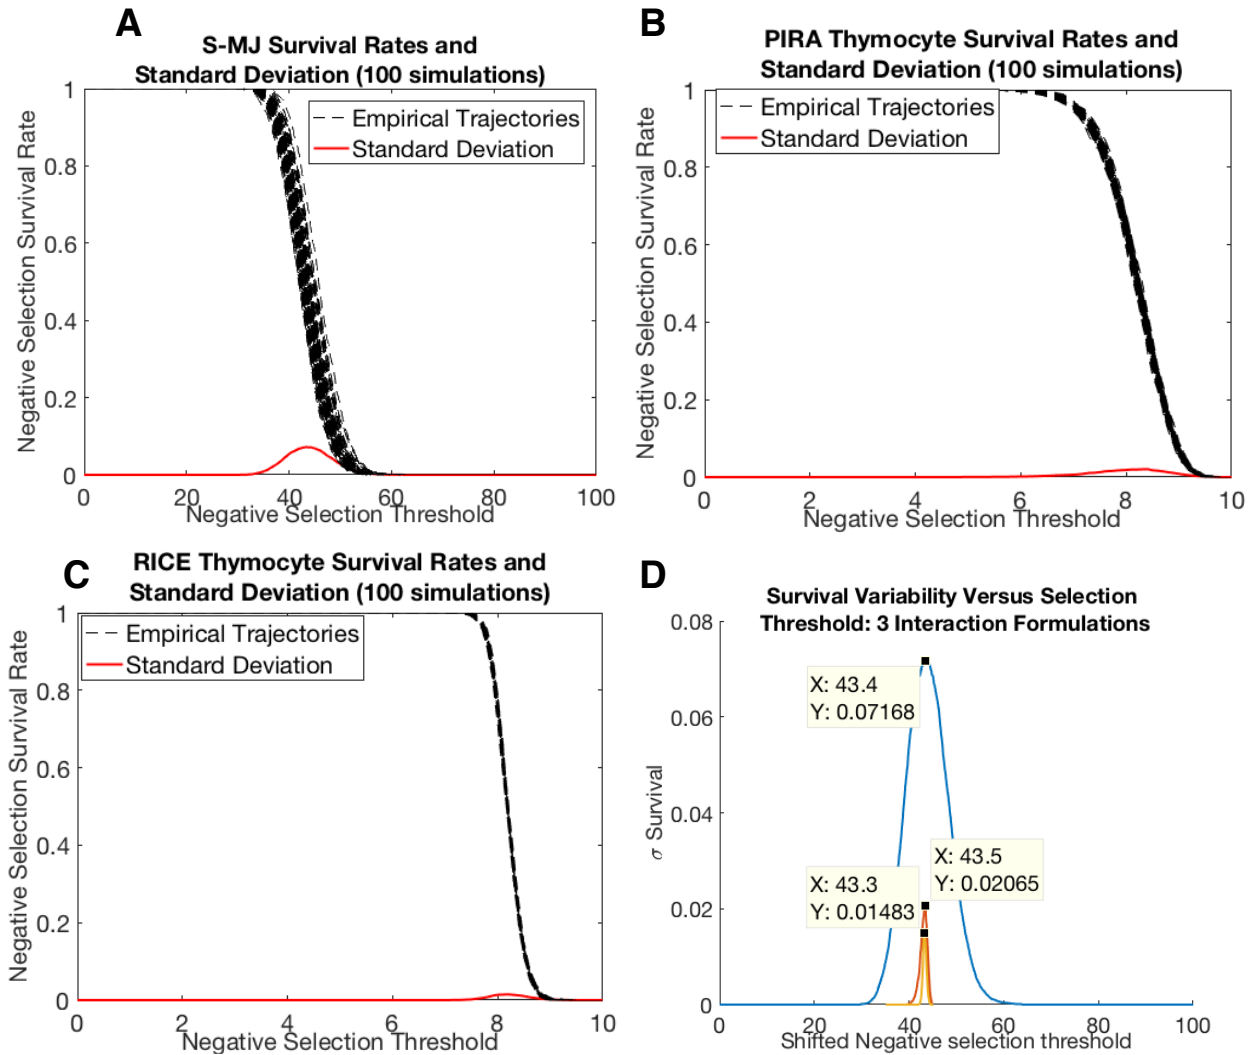 A
S-MJ Survival Rates and
Standard Deviation (100 simulations)
Negative Selection Survival Rate
1
0.8
0.6
0.4
0.2
0
Empirical Trajectories
Standard Deviation
0 20 40 60 80 100
Negative Selection Threshold
B
PIRA Thymocyte Survival Rates and
Standard Deviation (100 simulations)
Negative Selection Survival Rate
1
0.8
0.6
0.4
0.2
0
Empirical Trajectories
Standard Deviation
0 2 4 6 8 10
Negative Selection Threshold
C
RICE Thymocyte Survival Rates and
Standard Deviation (100 simulations)
Negative Selection Survival Rate
1
0.8
0.6
0.4
0.2
0
Empirical Trajectories
Standard Deviation
0 2 4 6 8 10
Negative Selection Threshold
D
Survival Variability Versus Selection
Threshold: 3 Interaction Formulations
σ Survival
0.08
0.06
0.04
0.02
0
X: 43.4
Y: 0.07168
X: 43.5
Y: 0.02065
X: 43.3
Y: 0.01483
0 20 40 60 80 100
Shifted Negative selection threshold